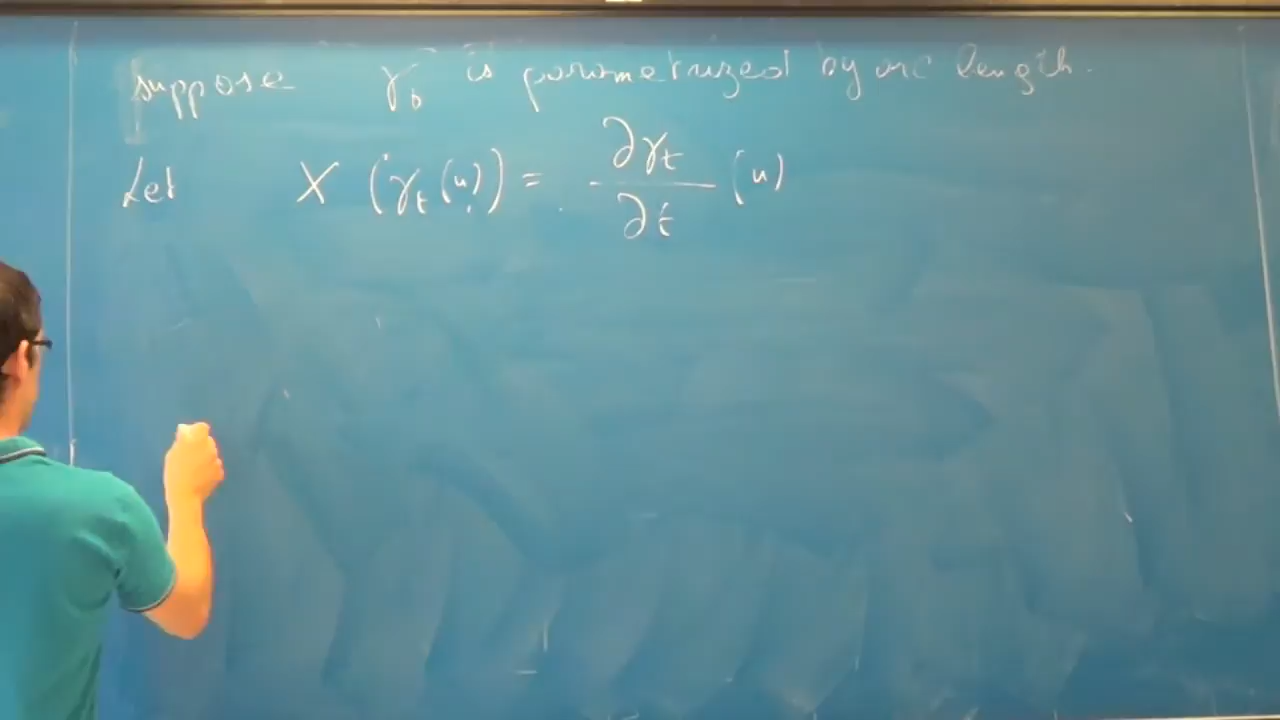 suppose γ₀ is parametrized by arc length.
Let X (γₜ(u)) = ∂γₜ/∂t (u)